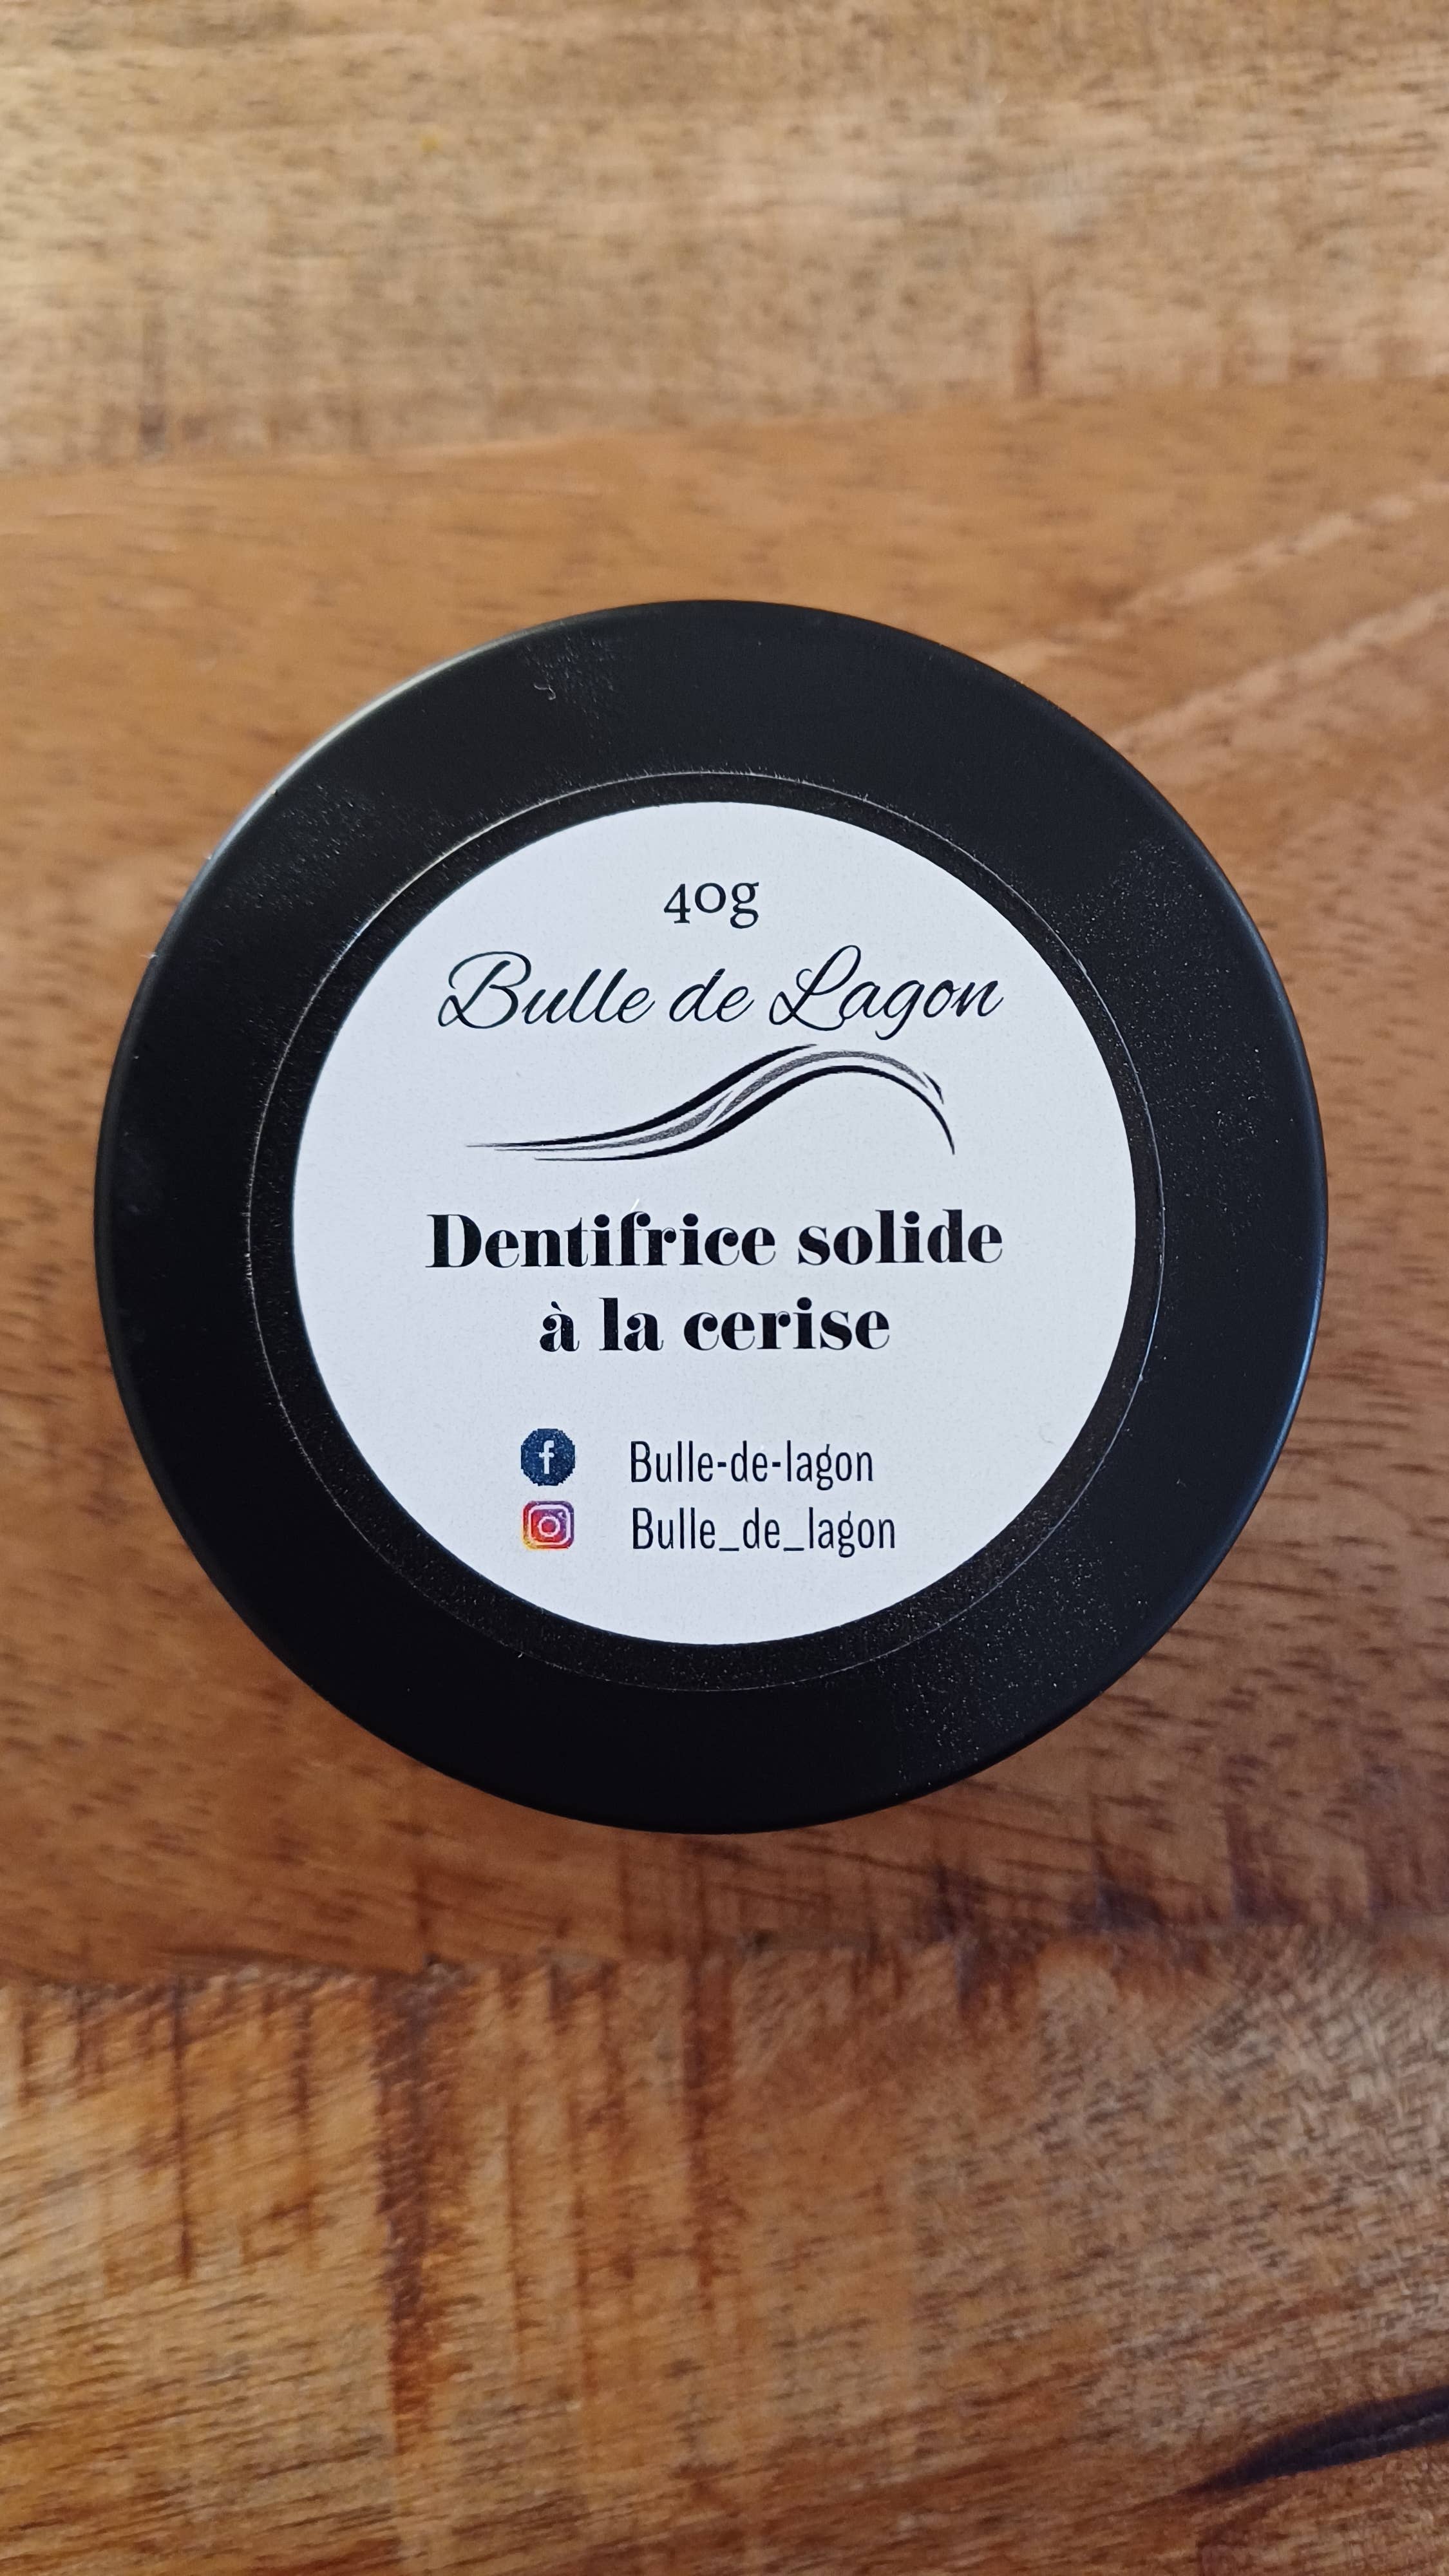 40g
Bulle de Lagon
Dentifrice solide
à la cerise
Bulle-de-lagon
Bulle_de_lagon